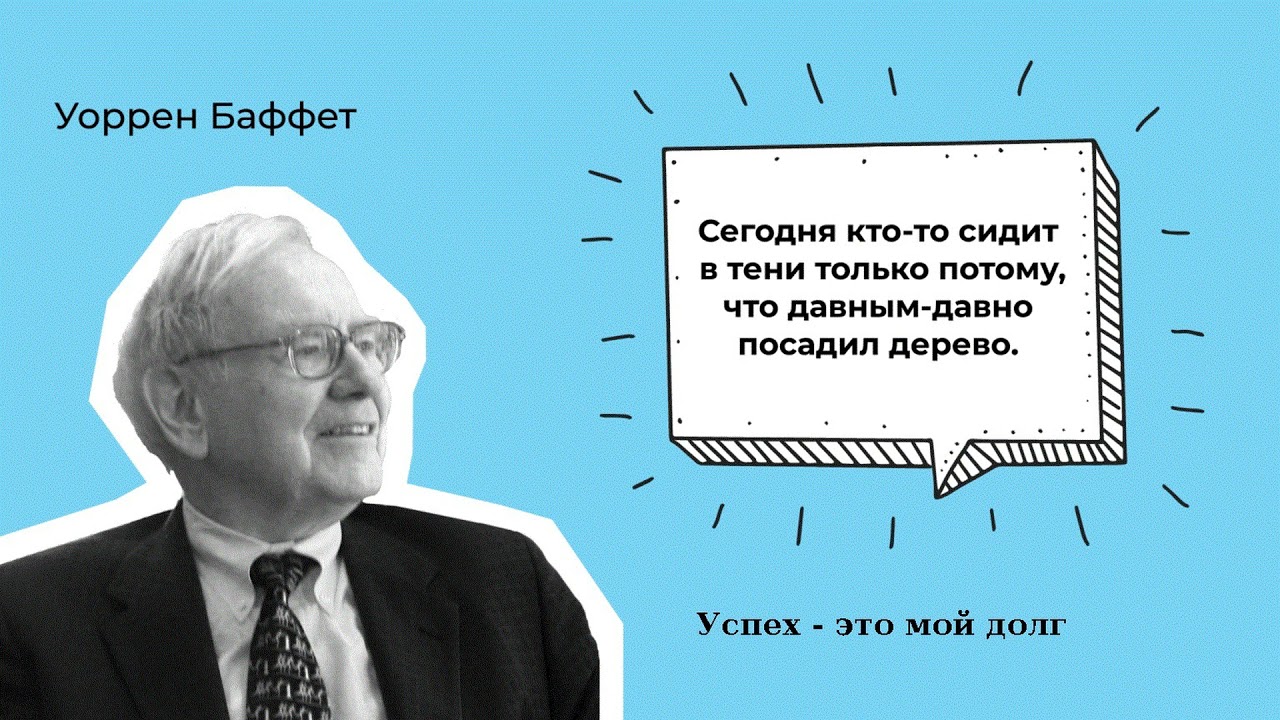 Уоррен Баффет
Сегодня кто-то сидит
в тени только потому,
что давным-давно
посадил дерево.
Успех - это мой долг